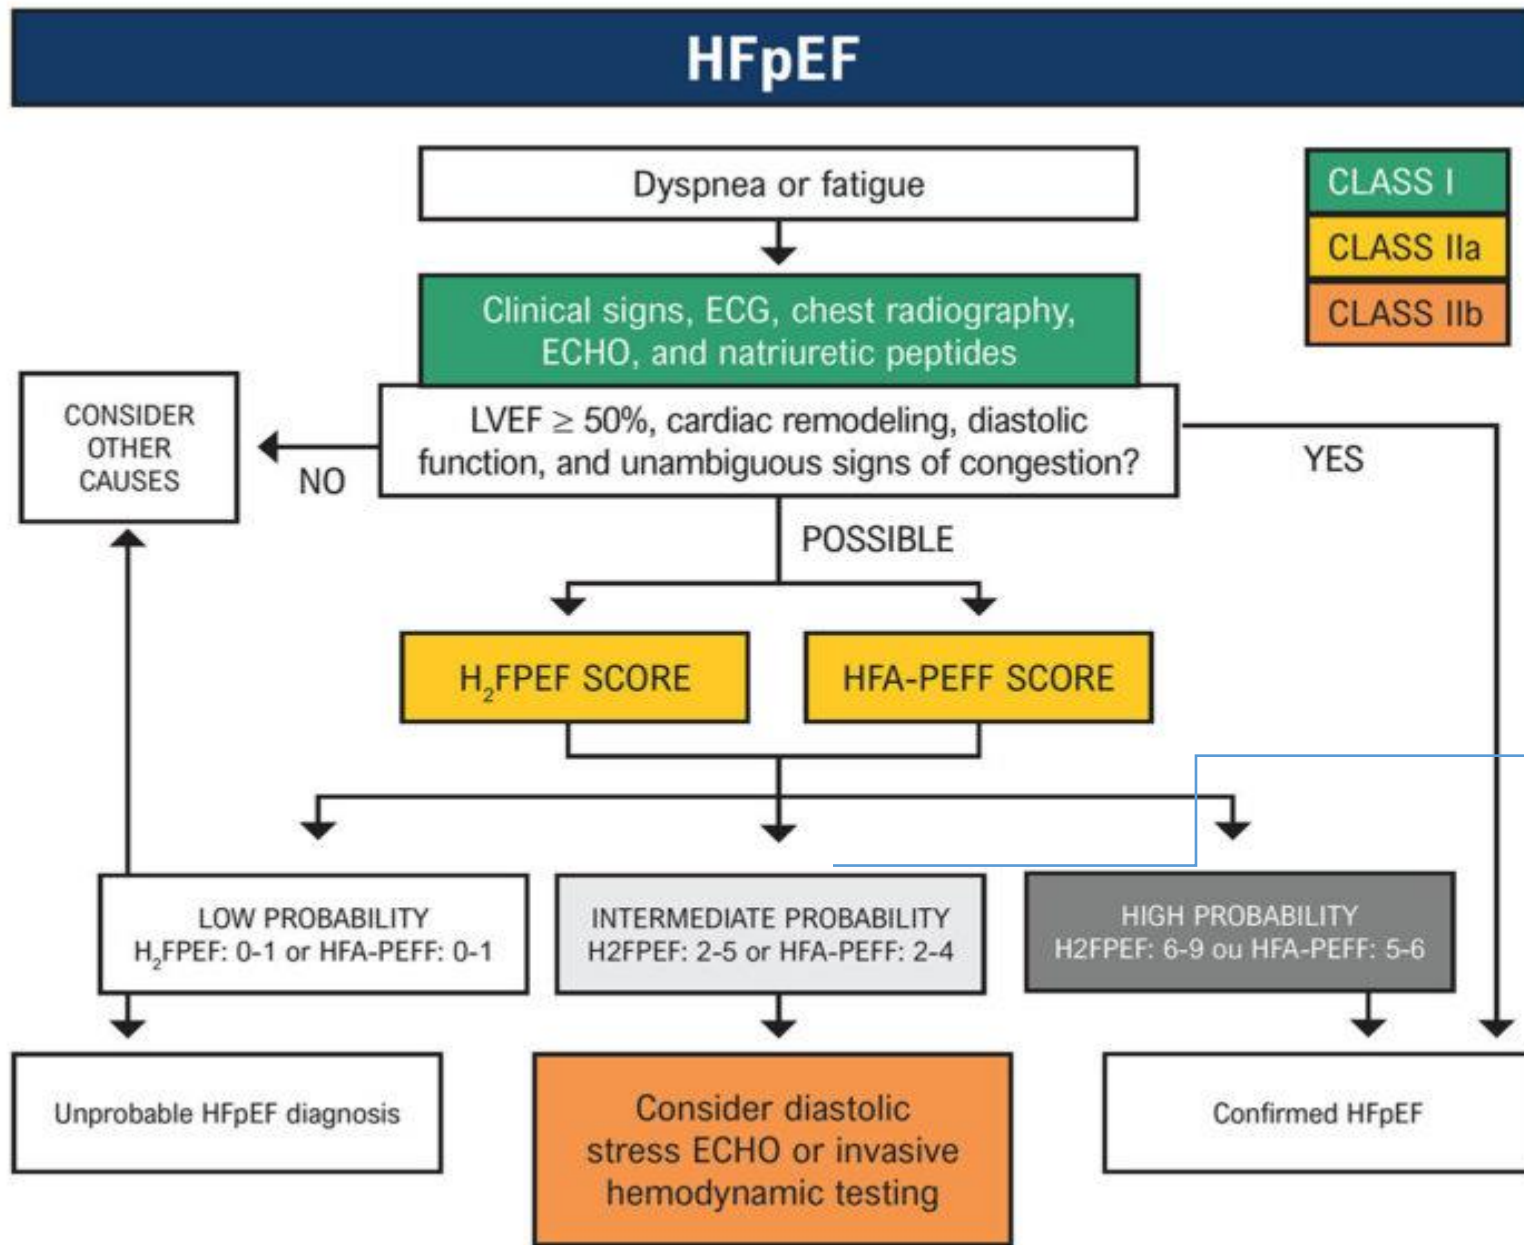 HFpEF
Dyspnea or fatigue
CLASS I
CLASS IIa
CLASS IIb
Clinical signs, ECG, chest radiography,
ECHO, and natriuretic peptides
LVEF ≥ 50%, cardiac remodeling, diastolic
function, and unambiguous signs of congestion?
CONSIDER
OTHER
CAUSES
NO
YES
POSSIBLE
H₂FPEF SCORE
HFA-PEFF SCORE
LOW PROBABILITY
H₂FPEF: 0-1 or HFA-PEFF: 0-1
INTERMEDIATE PROBABILITY
H2FPEF: 2-5 or HFA-PEFF: 2-4
HIGH PROBABILITY
H2FPEF: 6-9 ou HFA-PEFF: 5-6
Unprobable HFpEF diagnosis
Consider diastolic
stress ECHO or invasive
hemodynamic testing
Confirmed HFpEF